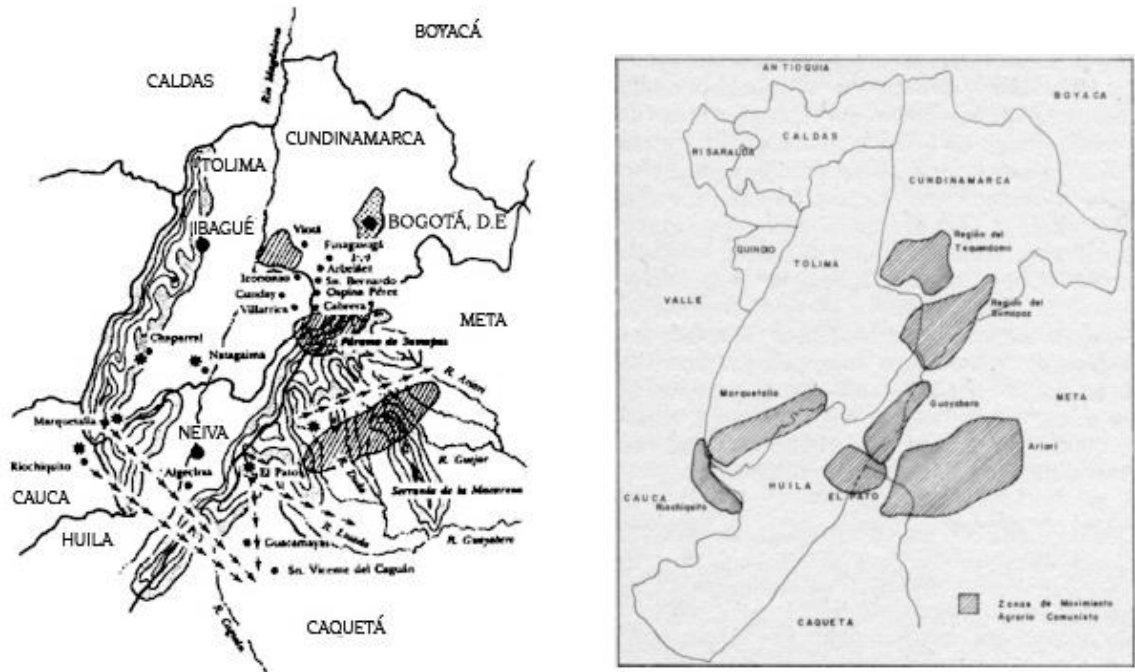 BOYACÁ
CALDAS
Río Magdalena
CUNDINAMARCA
TOLIMA
IBAGUÉ
BOGOTÁ, D.E
Viotá
Fusagasugá
Arbeláez
Sn. Bernardo
Icononzo
Ospina Pérez
Cunday
Cabrera
Villarrica
META
Páramo de Sumapaz
Chaparral
Natagaima
R. Ariari
Marquetalia
NEIVA
R. Guejar
Riochiquito
Algeciras
El Pato
Serranía de la Macarena
CAUCA
R. Losada
R. Guayabero
HUILA
Guacamayas
Sn. Vicente del Caguán
R. Caguán
CAQUETÁ
ANTIOQUIA
BOYACA
CALDAS
RISARALDA
CUNDINAMARCA
Región del
Tequendama
QUINDIO
TOLIMA
VALLE
Región del
Sumapaz
Marquetalia
Guayabero
META
Ariari
HUILA
EL PATO
CAUCA
Riochiquito
Zonas de Movimiento
Agrario Comunista
CAQUETA